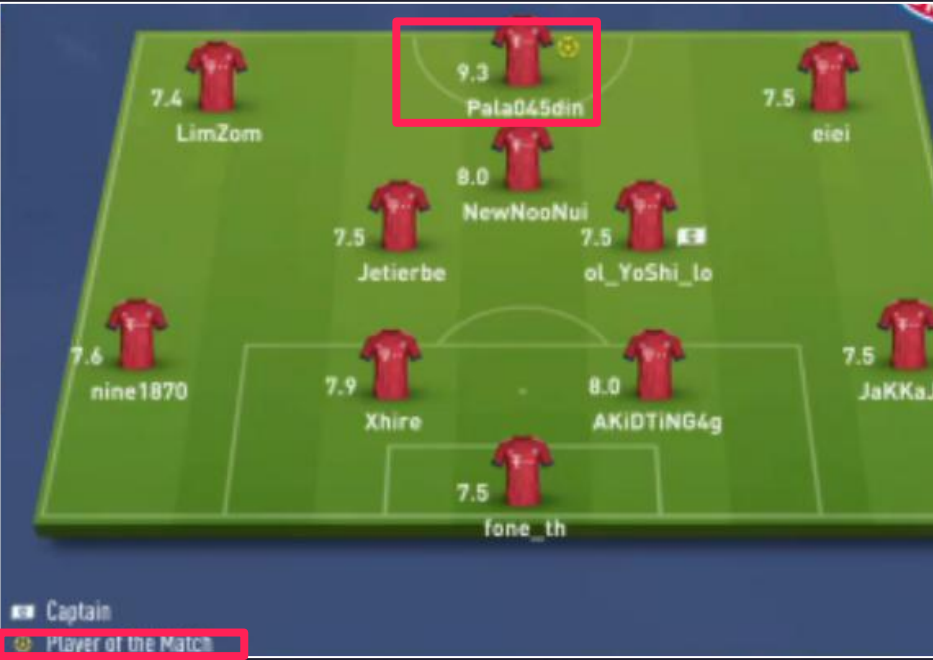 9.3
Pala045din
7.4
LimZom
7.5
eiei
8.0
NewNooNui
7.5
Jetierbe
7.5
ol_YoShi_lo
7.6
nine1870
7.9
Xhire
8.0
AKiDTiNG4g
7.5
7.5
fone_th
Captain
Player of the Match